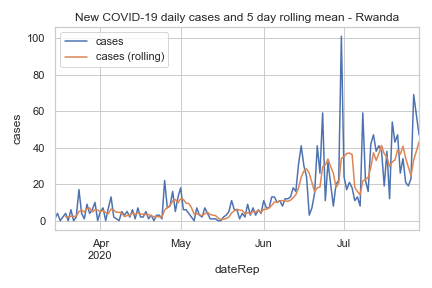 New COVID-19 daily cases and 5 day rolling mean - Rwanda
cases
cases (rolling)
100
80
60
40
20
0
cases
Apr
2020
May
Jun
Jul
dateRep